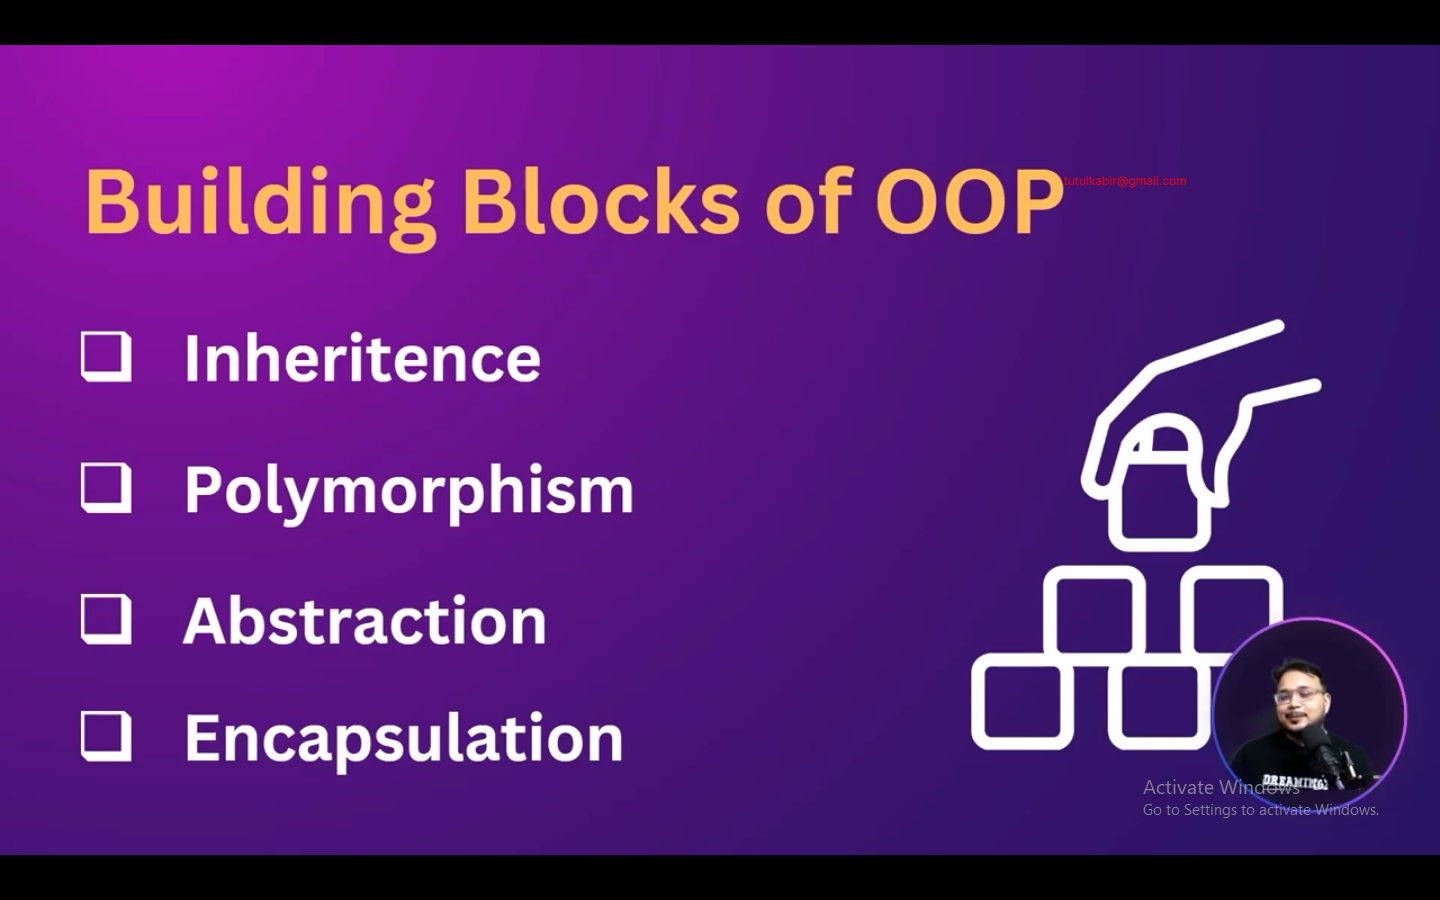 Building Blocks of OOP
tutulkabir@gmail.com
Inheritence
Polymorphism
Abstraction
Encapsulation
DREAMING
Activate Windows
Go to Settings to activate Windows.